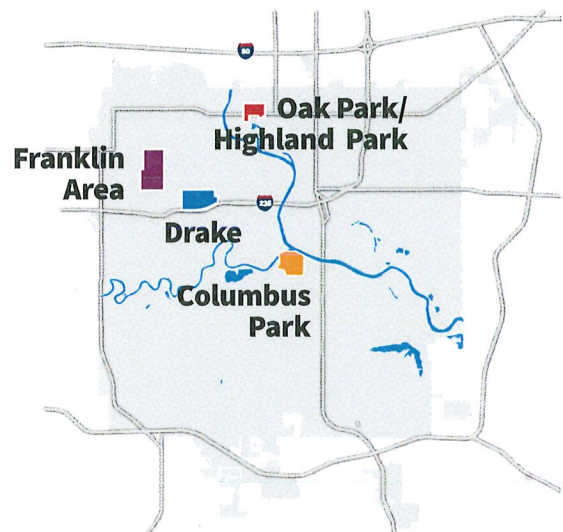 80
Oak Park/
Highland Park
Franklin
Area
235
Drake
Columbus
Park